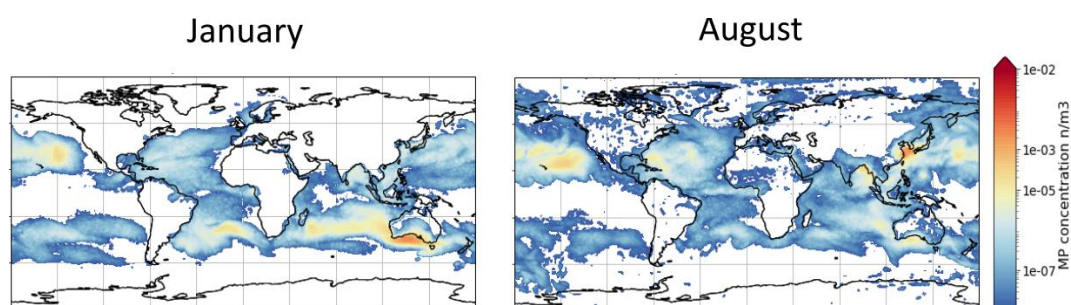 January
August
1e-02
1e-03
1e-05
1e-07
MP concentration n/m3